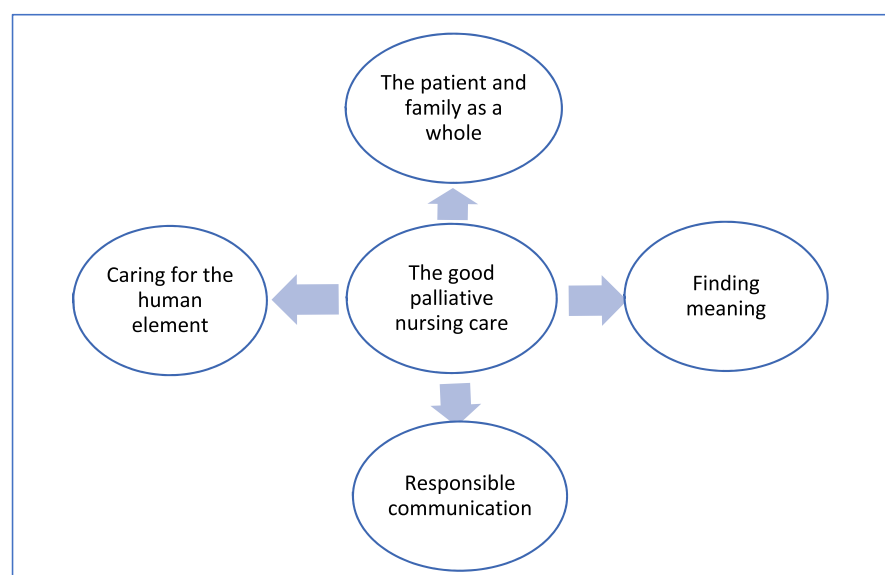 The patient and
family as a
whole
Caring for the
human
element
The good
palliative
nursing care
Finding
meaning
Responsible
communication